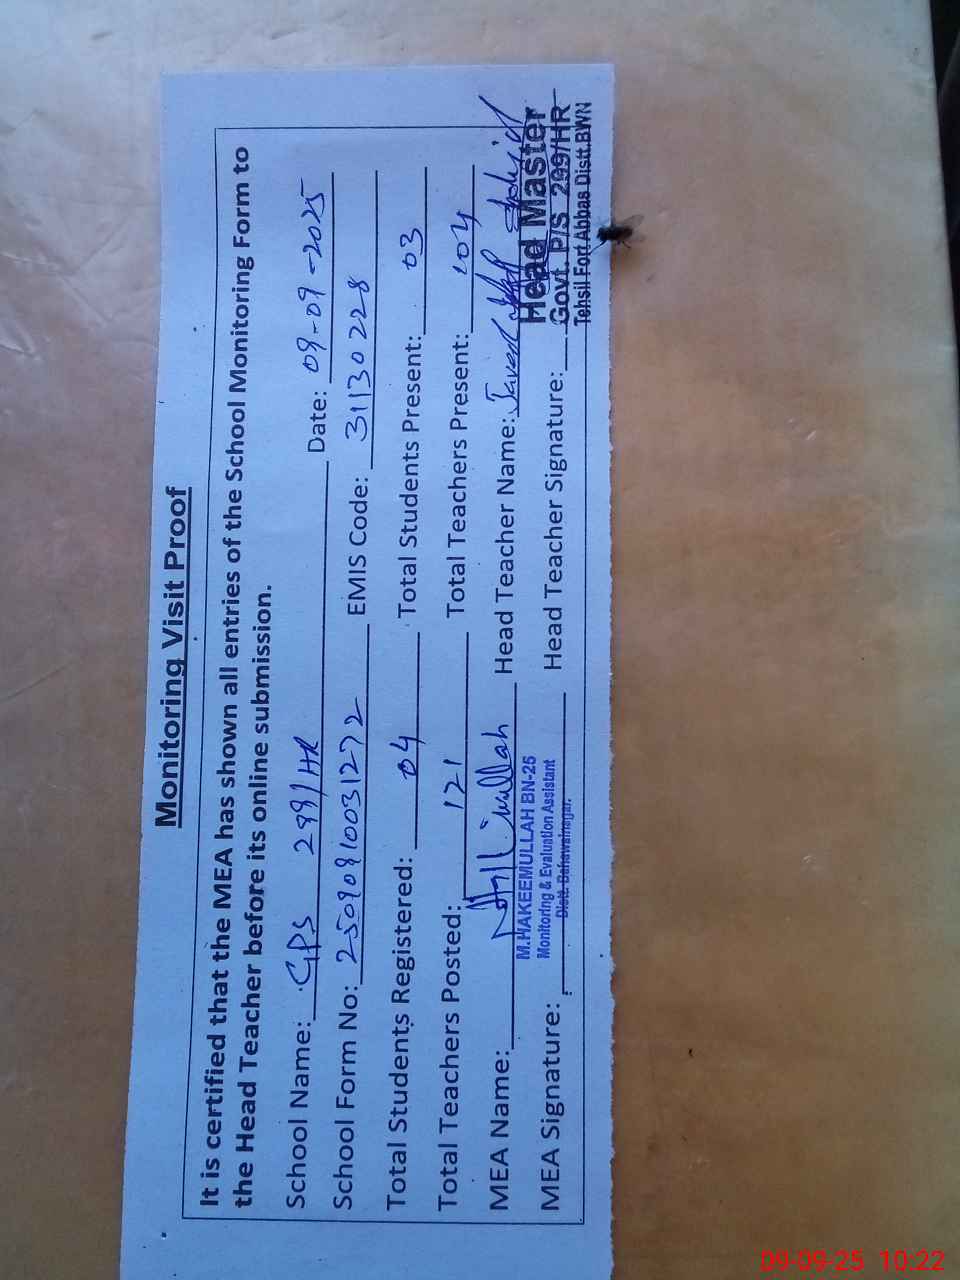 Monitoring Visit Proof
It is certified that the MEA has shown all entries of the School Monitoring Form to
the Head Teacher before its online submission.
School Name: GPS 299/HR Date: 09-09-2025
School Form No: 25090910031272 EMIS Code: 31130228
Total Students Registered: 04 Total Students Present: 03
Total Teachers Posted: 121 Total Teachers Present: 104
MEA Name: Head Teacher Name: Javed
M.HAKEEMULLAH BN-25
Monitoring & Evaluation Assistant
Distt. Bahawalnagar.
MEA Signature: Head Teacher Signature:
Head Master
Govt. P/S 299/HR
Tehsil Fort Abbas Distt.BWN
09-09-25 10:22